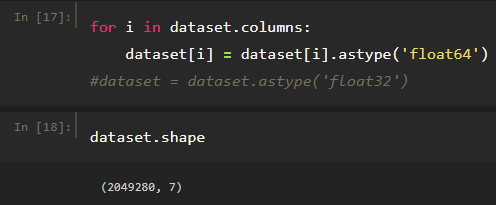 In [17]:
for i in dataset.columns:
    dataset[i] = dataset[i].astype('float64')
#dataset = dataset.astype('float32')
In [18]:
dataset.shape
(2049280, 7)